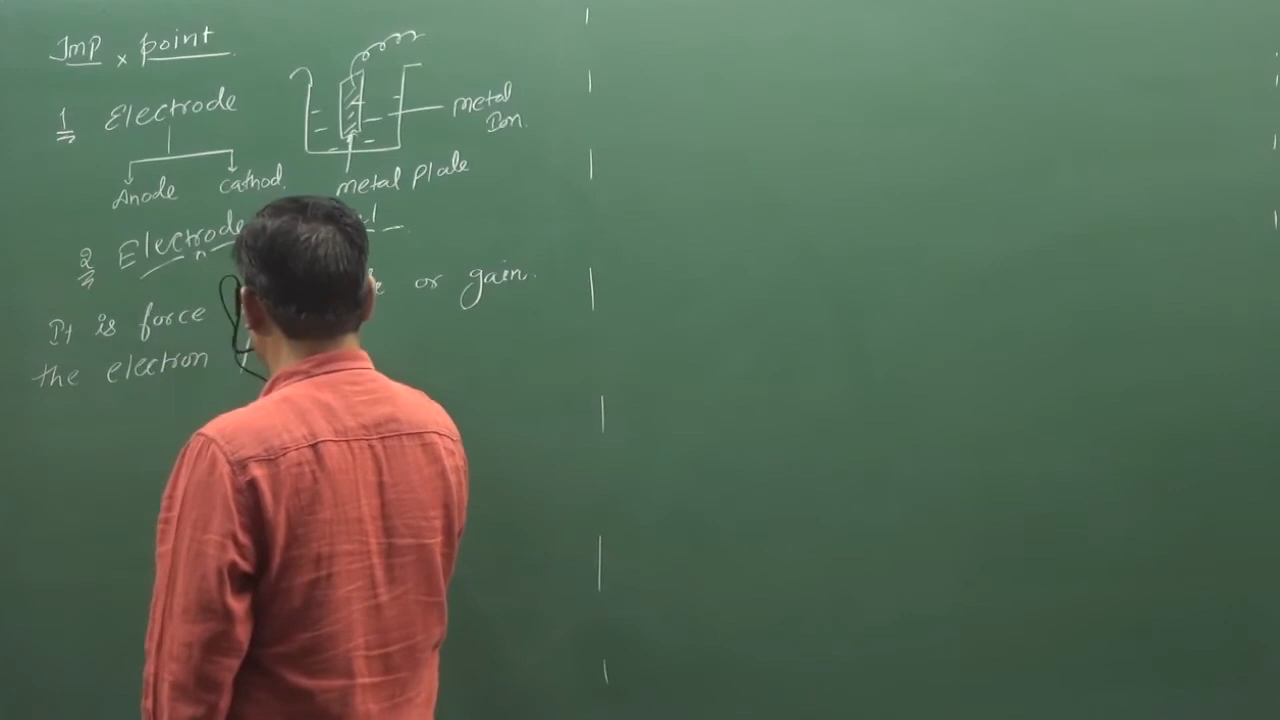 Imp x point
1 Electrode
Anode
Cathod.
metal
Ion.
metal plate
2 Electrode
It is force
or gain.
the electron